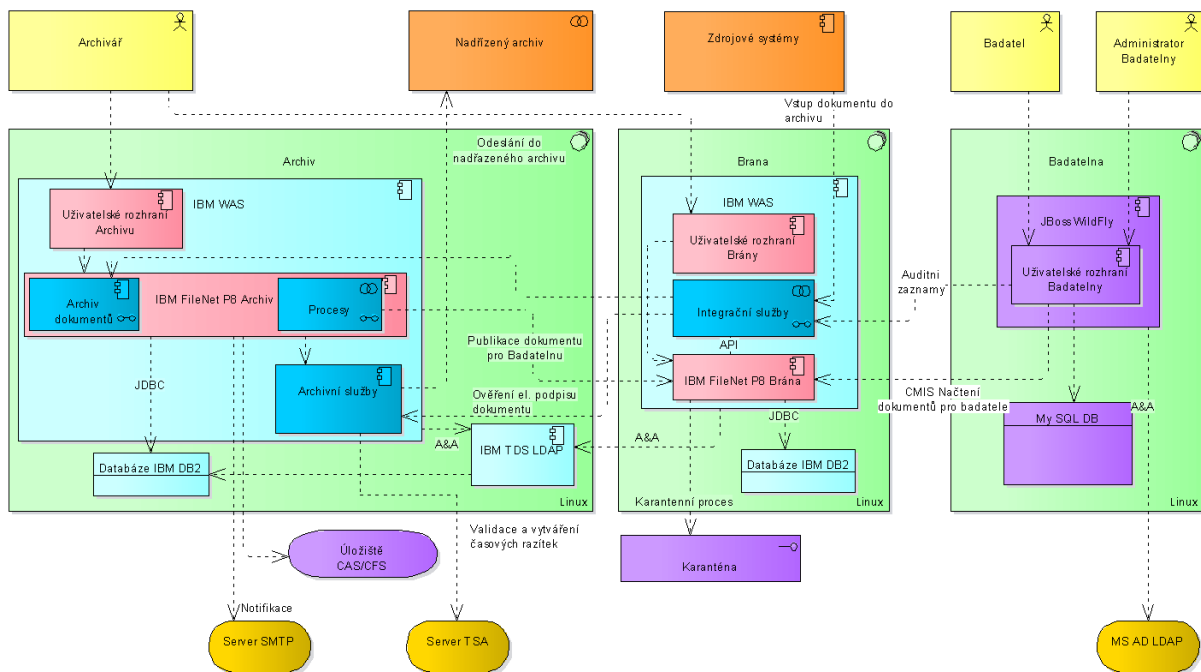 Archivář
Nadřízený archiv
Zdrojové systémy
Badatel
Administrator
Badatelny
Vstup dokumentu do
archivu
Odeslání do
nadřazeného archivu
Archiv
Brana
Badatelna
IBM WAS
Uživatelské rozhraní
Archivu
IBM WAS
Uživatelské rozhraní
Brány
JBoss WildFly
Uživatelské rozhraní
Badatelny
Auditni
zaznamy
Archiv
dokumentů
IBM FileNet P8 Archiv
Procesy
Integrační služby
API
Publikace dokumentu
pro Badatelnu
IBM FileNet P8 Brána
JDBC
Archivní služby
Ověření el. podpisu
dokumentu
CMIS Načtení
dokumentů pro badatele
A&A
JDBC
My SQL DB
A&A
A&A
IBM TDS LDAP
Databáze IBM DB2
Databáze IBM DB2
Linux
Linux
Linux
Karantenní proces
Validace a vytváření
časových razítek
Úložiště
CAS/CFS
Karanténa
Notifikace
Server SMTP
Server TSA
MS AD LDAP